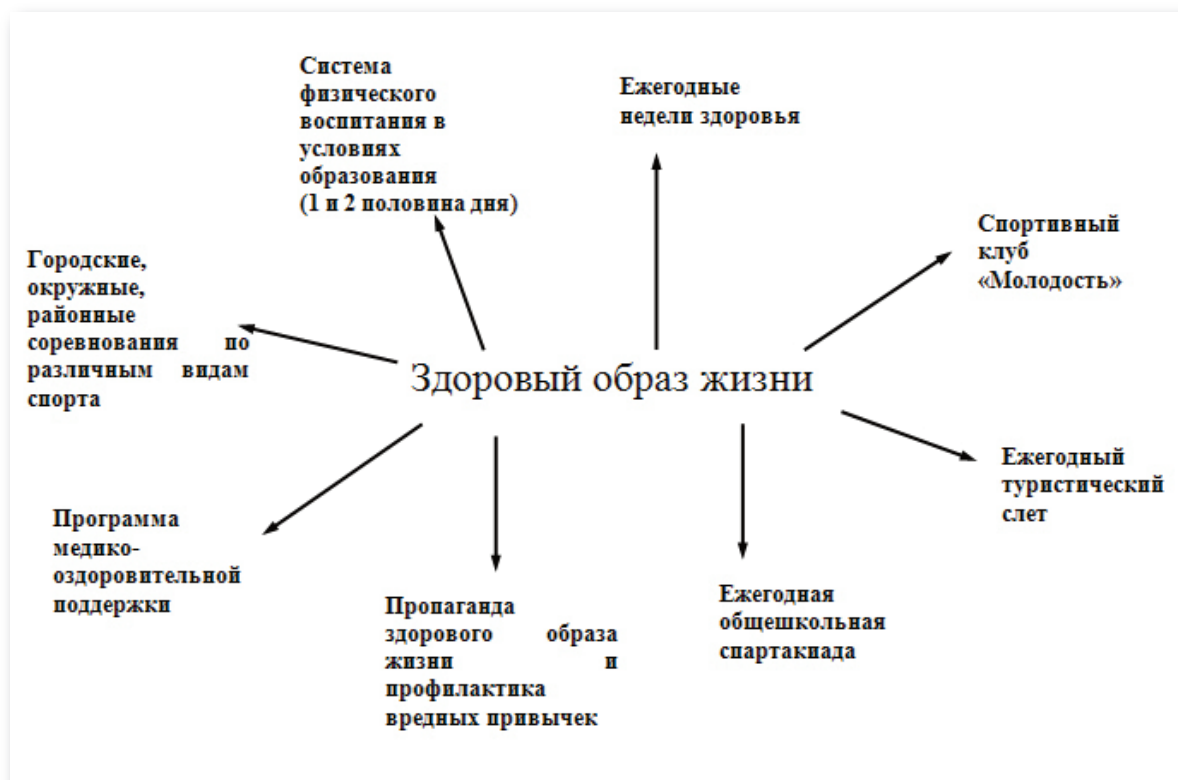 Система
физического
воспитания в
условиях
образования
(1 и 2 половина дня)
Ежегодные
недели здоровья
Спортивный
клуб
«Молодость»
Городские,
окружные,
районные
соревнования по
различным видам
спорта
Здоровый образ жизни
Ежегодный
туристический
слет
Программа
медико-
оздоровительной
поддержки
Пропаганда
здорового образа
жизни и
профилактика
вредных привычек
Ежегодная
общешкольная
спартакиада